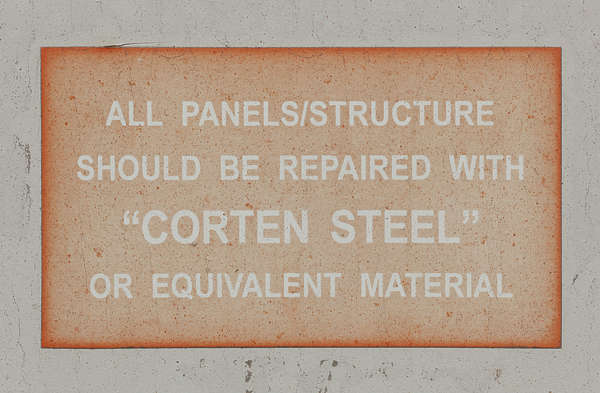 ALL PANELS/STRUCTURE
SHOULD BE REPAIRED WITH
“CORTEN STEEL”
OR EQUIVALENT MATERIAL